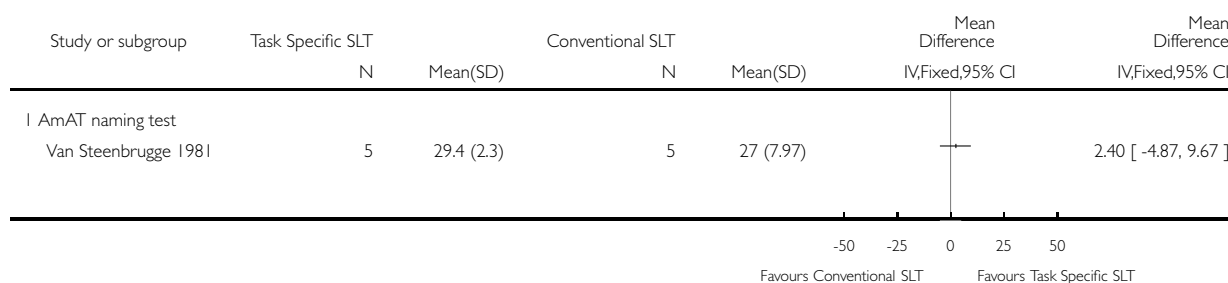 Study or subgroup Task Specific SLT Conventional SLT Mean Difference Mean Difference
N Mean(SD) N Mean(SD) IV,Fixed,95% CI IV,Fixed,95% CI
1 AmAT naming test
Van Steenbrugge 1981 5 29.4 (2.3) 5 27 (7.97) 2.40 [ -4.87, 9.67 ]
-50 -25 0 25 50
Favours Conventional SLT Favours Task Specific SLT